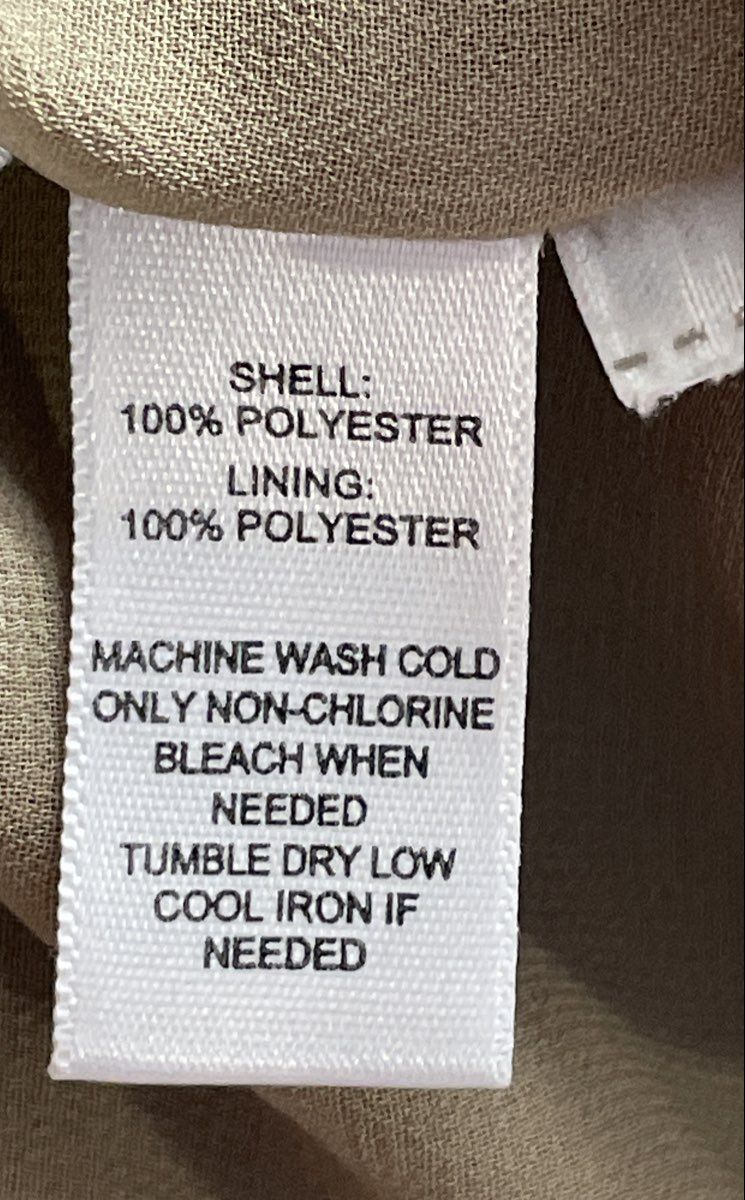 SHELL:
100% POLYESTER
LINING:
100% POLYESTER
MACHINE WASH COLD
ONLY NON-CHLORINE
BLEACH WHEN
NEEDED
TUMBLE DRY LOW
COOL IRON IF
NEEDED